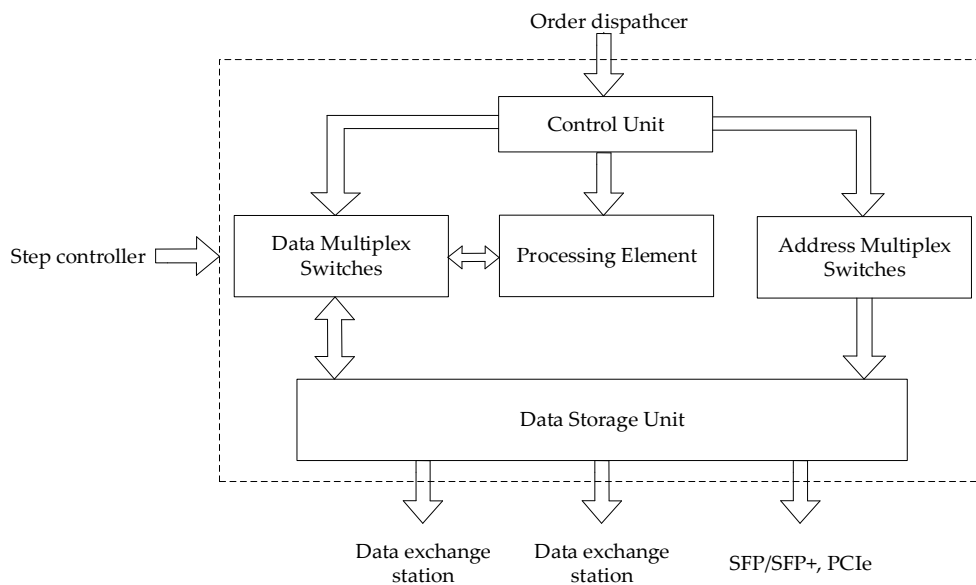 Order dispathcer
Control Unit
Step controller
Data Multiplex
Switches
Processing Element
Address Multiplex
Switches
Data Storage Unit
Data exchange
station
Data exchange
station
SFP/SFP+, PCIe